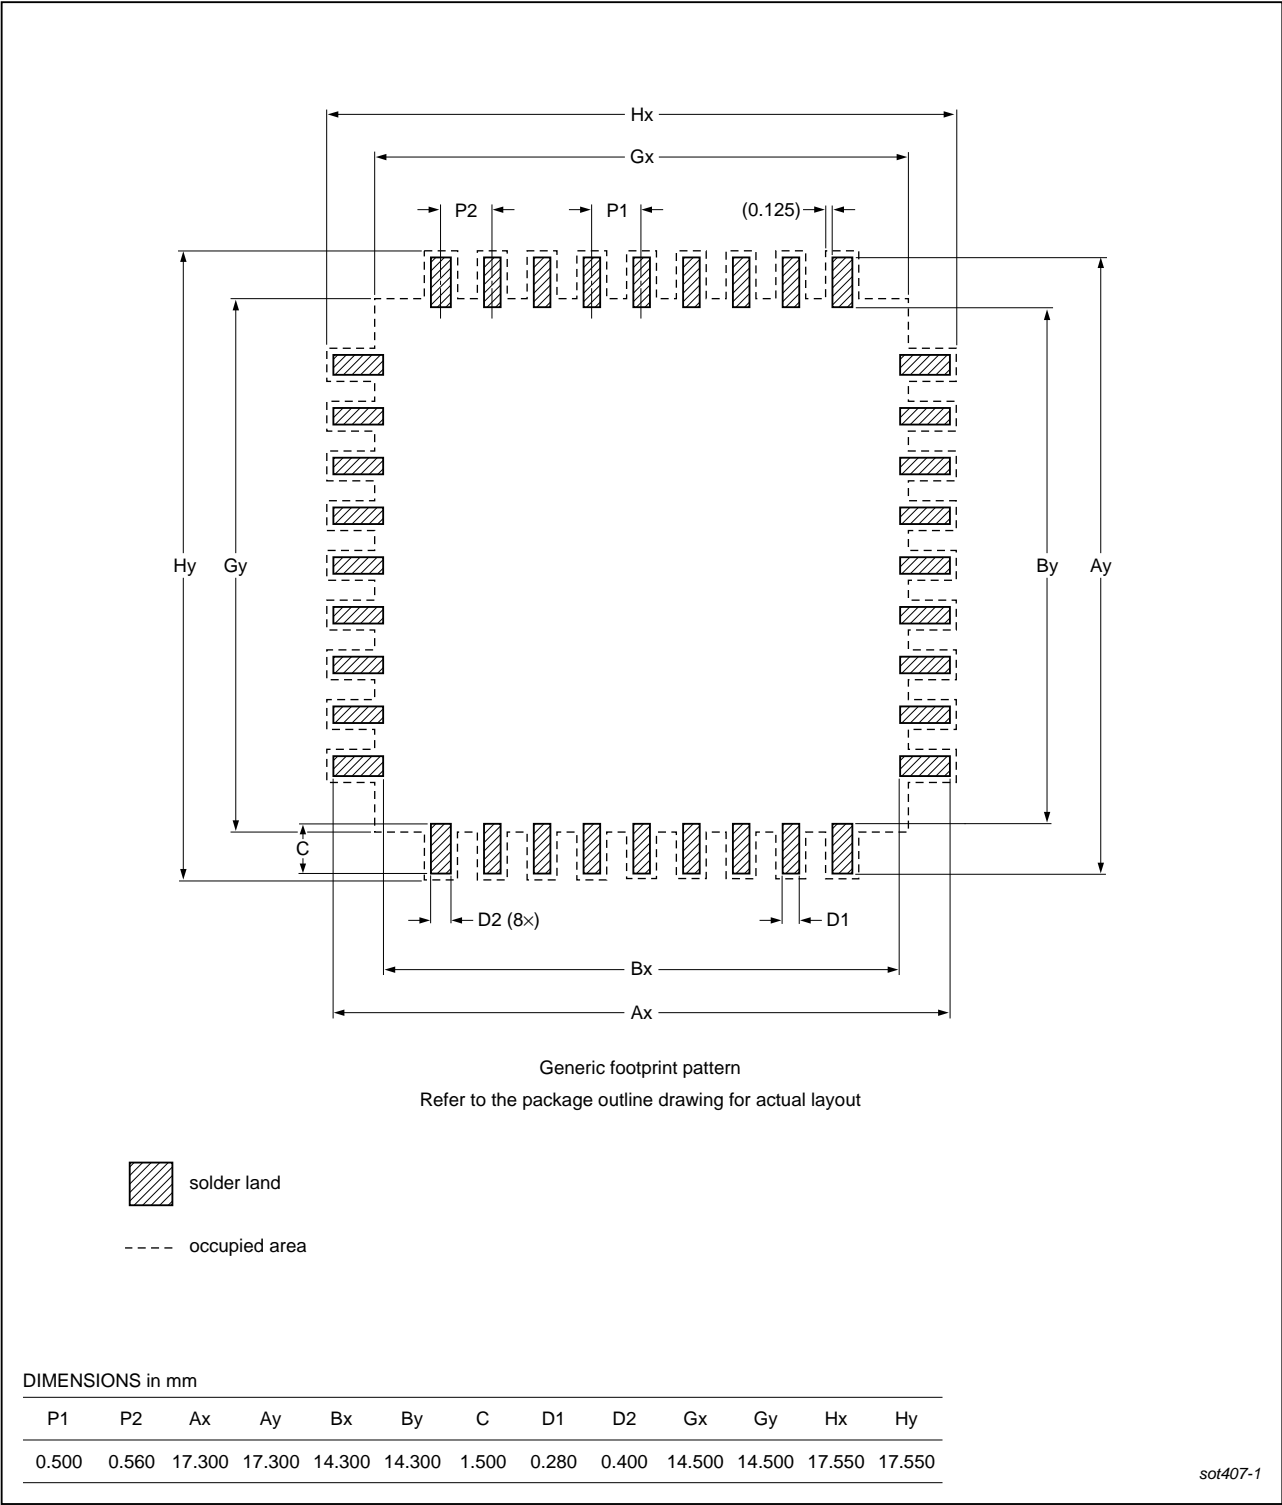 Hx
Gx
P2 P1 (0.125)
Hy Gy By Ay
C
D2 (8×) D1
Bx
Ax
Generic footprint pattern
Refer to the package outline drawing for actual layout
solder land
occupied area
DIMENSIONS in mm
P1 P2 Ax Ay Bx By C D1 D2 Gx Gy Hx Hy
0.500 0.560 17.300 17.300 14.300 14.300 1.500 0.280 0.400 14.500 14.500 17.550 17.550
sot407-1